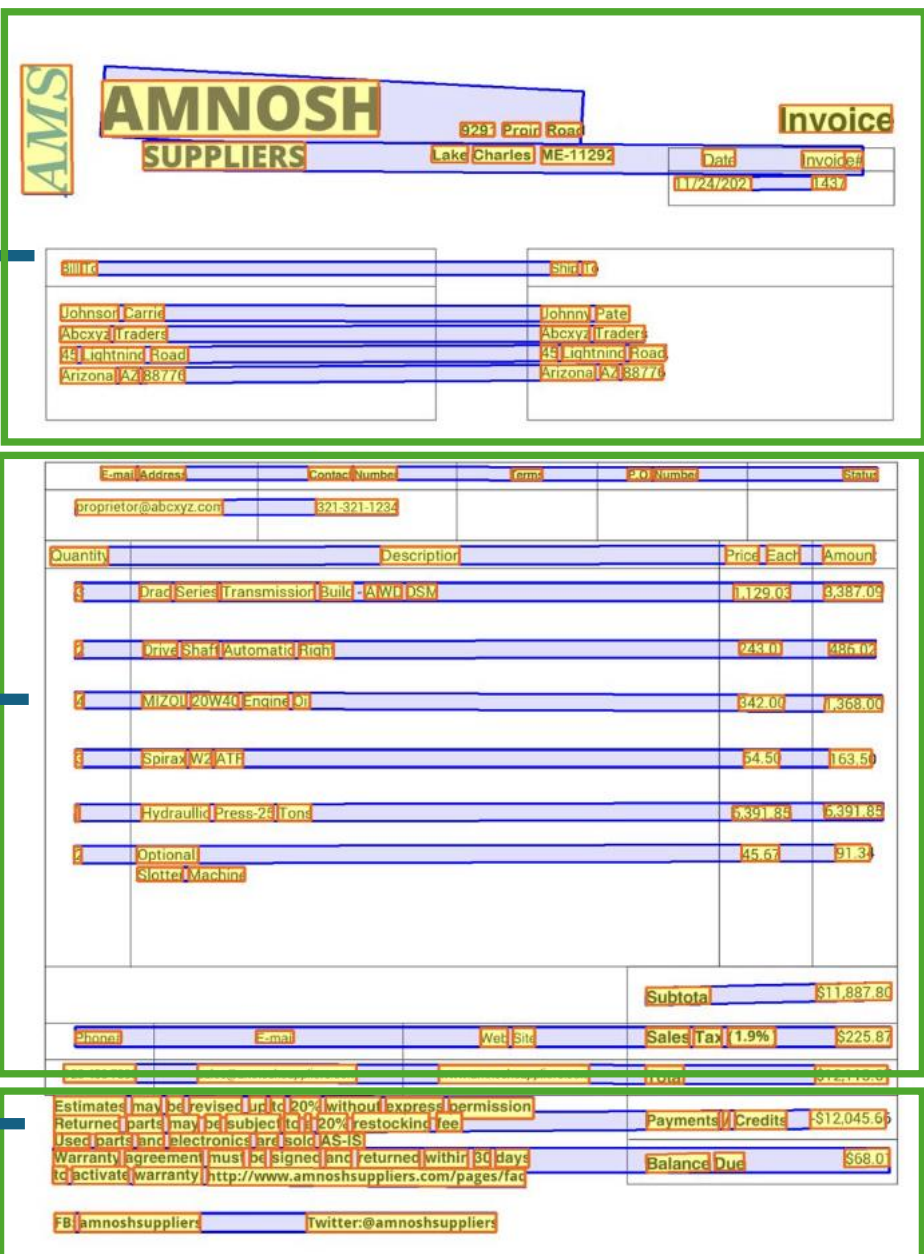 AMS
AMNOSH
SUPPLIERS
929, Proin Road
Lake Charles, ME-11292
Invoice
Date Invoice#
11/24/2021 1437
Bill To Ship To
Johnson Carrie Johnny Patel
Abcxyz Traders Abcxyz Traders
45 Lightning Road, 45 Lightning Road,
Arizona, AZ 88776 Arizona, AZ 88776
E-mail Address Contact Number Terms P.O. Number Status
proprietor@abcxyz.com 321-321-1234
Quantity Description Price Each Amount
3 Drag Series Transmission Build - A WD DSM 1,129.03 3,387.09
2 Drive Shaft Automatic Right 243.01 486.02
4 MIZOL 20W40 Engine Oil 342.00 1,368.00
3 Spirax W2 ATF 54.50 163.50
1 Hydraullic Press-25 Tons 6,391.85 6,391.85
2 Optional 45.67 91.34
Slotter Machine
Subtotal $11,887.80
Phone# E-mail Web Site Sales Tax (1.9%) $225.87
Total
Estimates may be revised up to 20% without express permission
Returned parts may be subject to a 20% restocking fee.
Used parts and electronics are sold AS-IS
Warranty agreement must be signed and returned within 30 days
to activate warranty http://www.amnoshsuppliers.com/pages/faq
Payments / Credits -$12,045.66
Balance Due $68.01
FB: amnoshsuppliers Twitter:@amnoshsuppliers